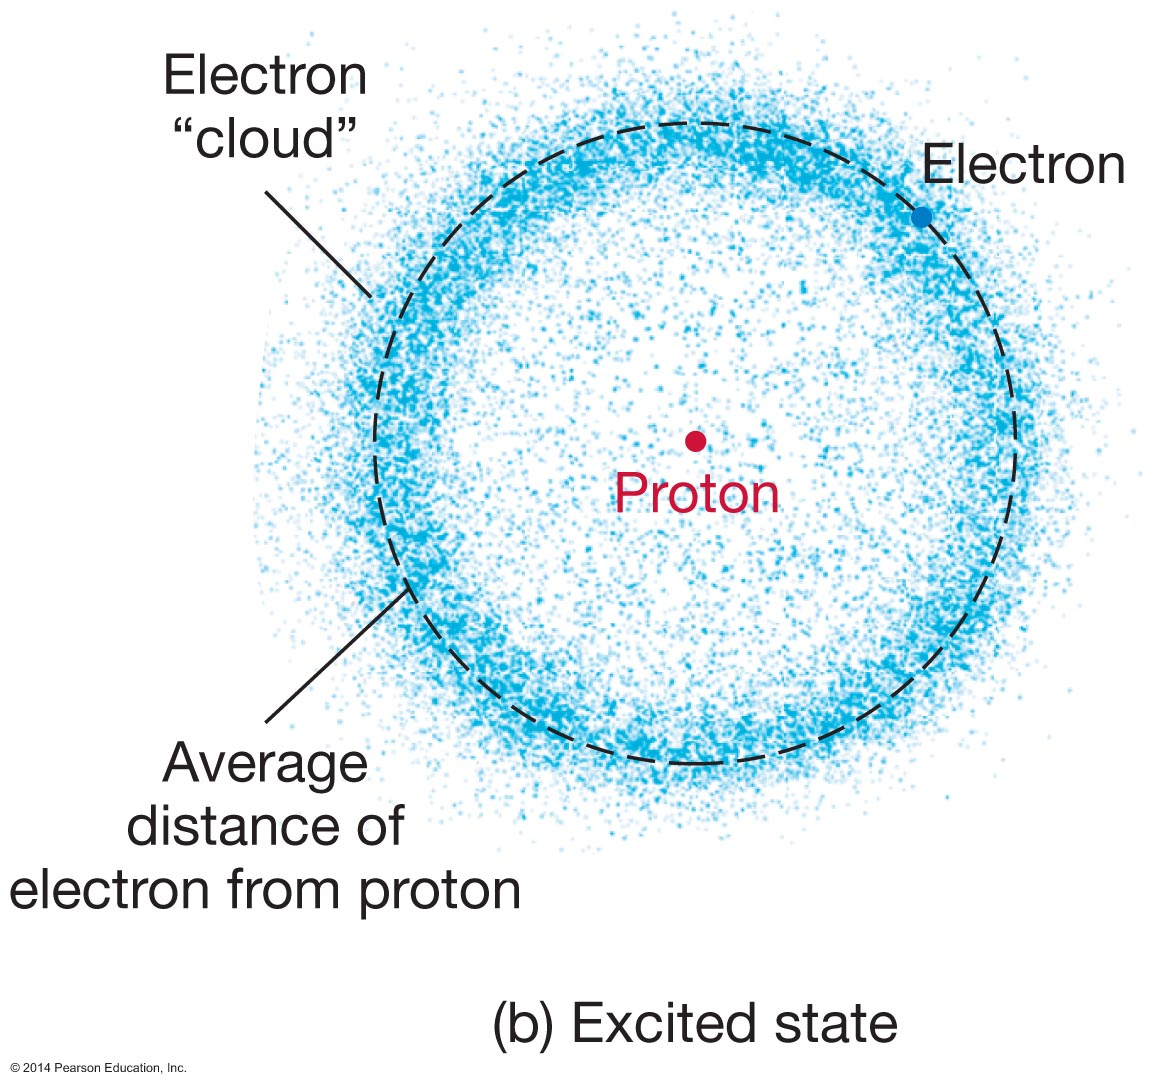 Electron
“cloud”
Electron
Proton
Average
distance of
electron from proton
(b) Excited state
© 2014 Pearson Education, Inc.